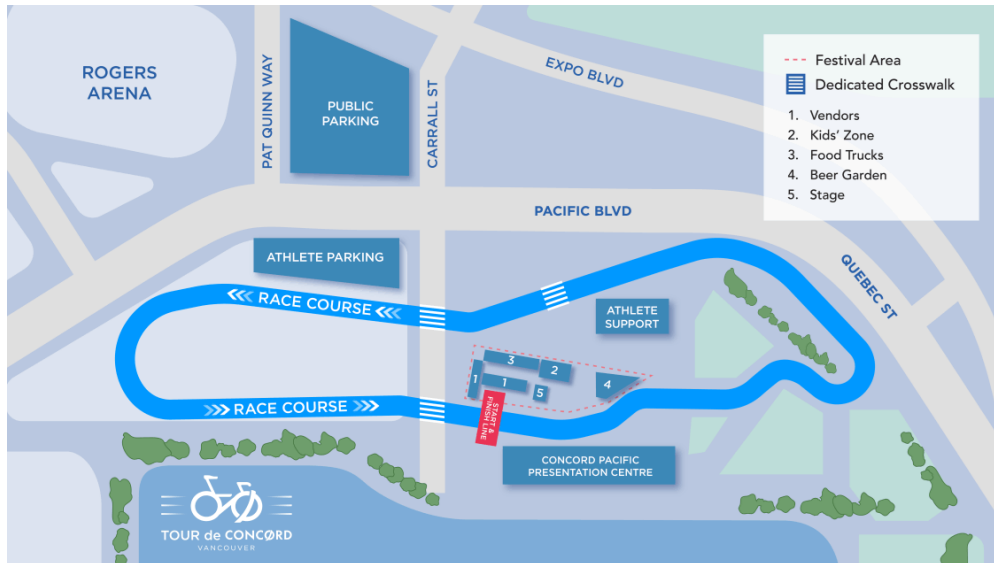 ROGERS
ARENA
PAT QUINN WAY
PUBLIC
PARKING
CARRALL ST
EXPO BLVD
Festival Area
Dedicated Crosswalk
1. Vendors
2. Kids' Zone
3. Food Trucks
4. Beer Garden
5. Stage
PACIFIC BLVD
QUEBEC ST
ATHLETE PARKING
RACE COURSE
ATHLETE
SUPPORT
3
2
1
1
5
4
START &
FINISH LINE
RACE COURSE
CONCORD PACIFIC
PRESENTATION CENTRE
TOUR de CONCØRD
VANCOUVER